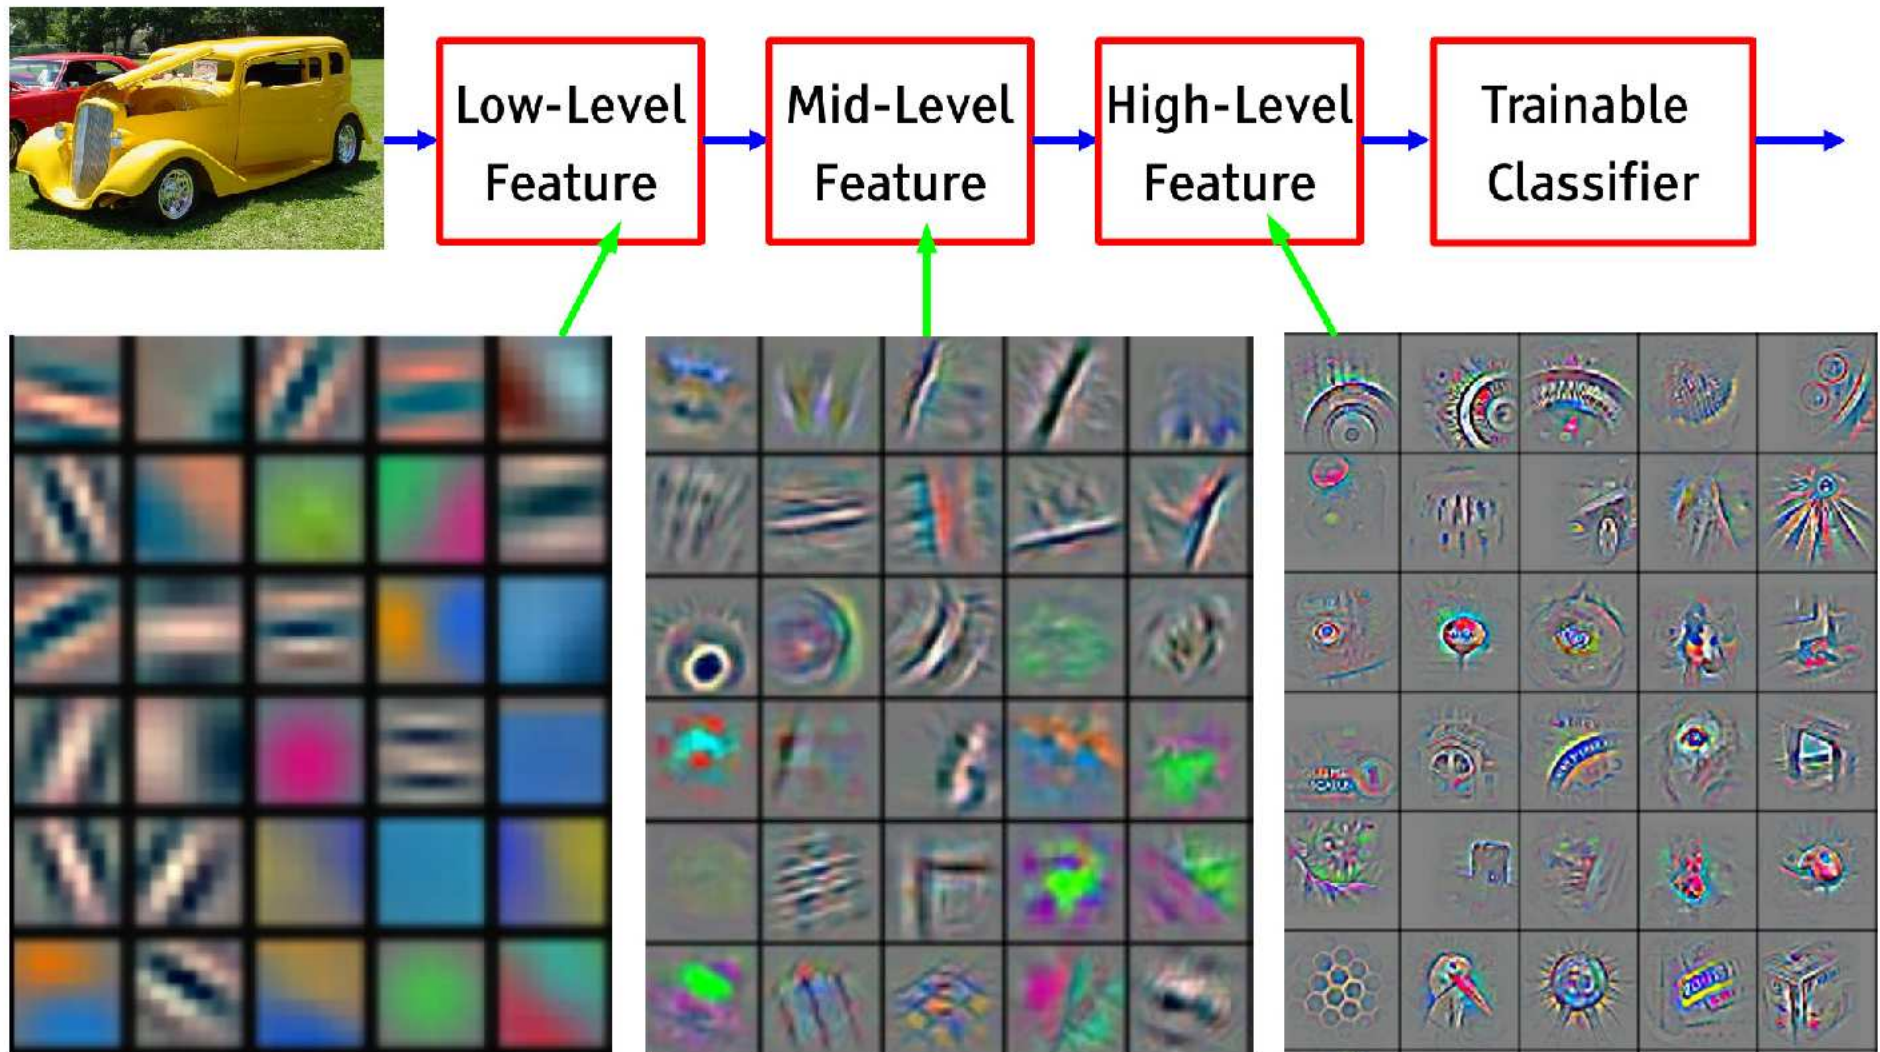 Low-Level
Feature
Mid-Level
Feature
High-Level
Feature
Trainable
Classifier